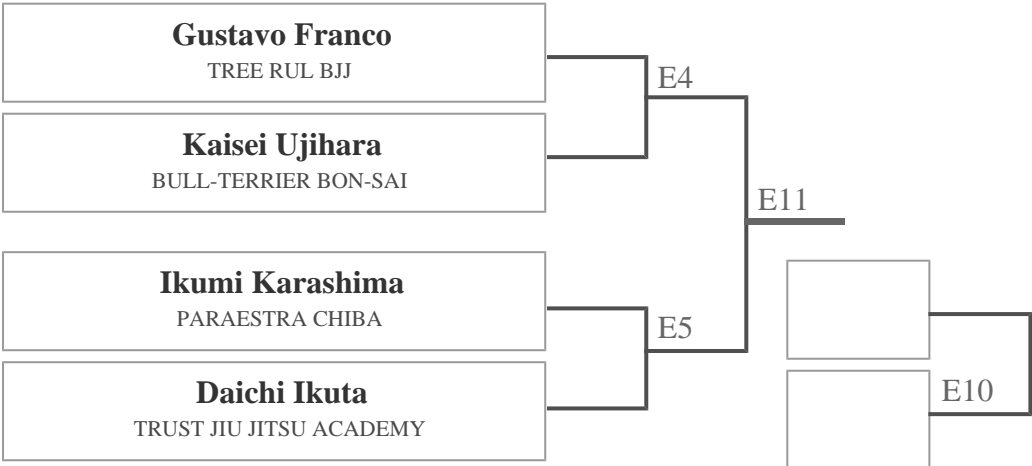 Gustavo Franco
TREE RUL BJJ
E4
Kaisei Ujihara
BULL-TERRIER BON-SAI
E11
Ikumi Karashima
PARAESTRA CHIBA
E5
Daichi Ikuta
TRUST JIU JITSU ACADEMY
E10